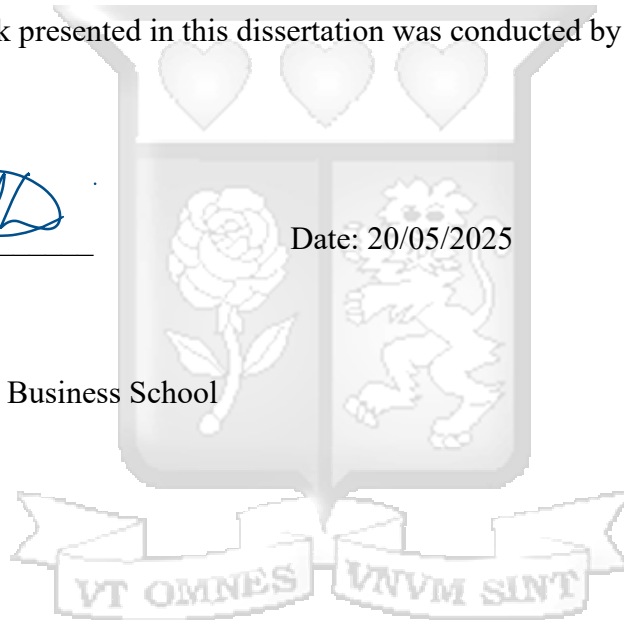 k presented in this dissertation was conducted by
Date: 20/05/2025
Business School
VT OMNES VNVM SINT